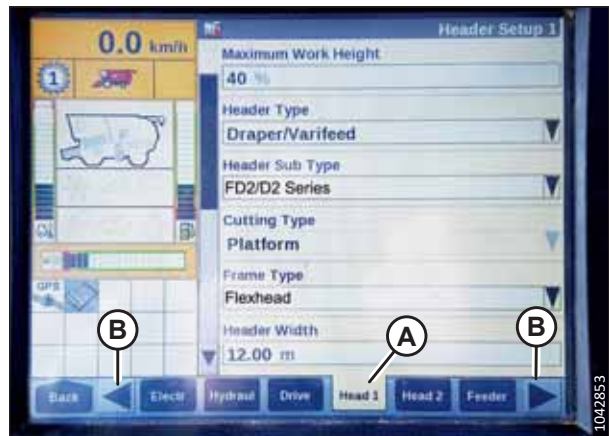 0.0 km/h
Header Setup 1
Maximum Work Height
40 %
1
Header Type
Draper/Varifeed
Header Sub Type
FD2/D2 Series
Cutting Type
Platform
Frame Type
Flexhead
GPS
Header Width
12.00 m
B
A
B
Back
Electr
Hydraul
Drive
Head 1
Head 2
Feeder
1042853